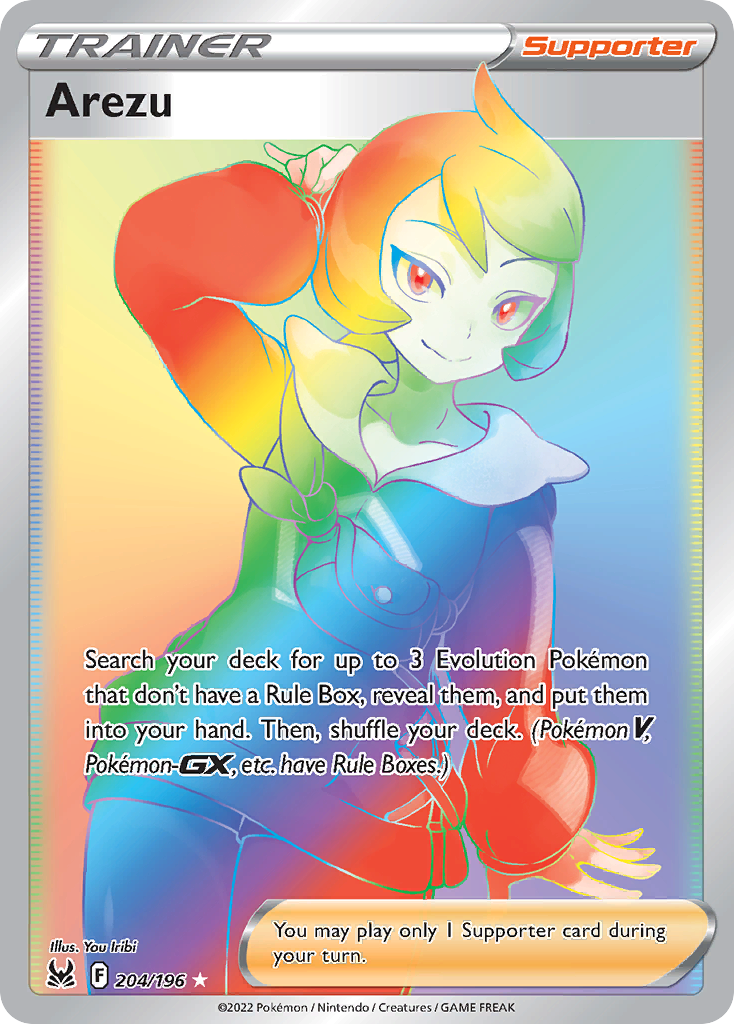 TRAINER Supporter
Arezu
Search your deck for up to 3 Evolution Pokémon
that don't have a Rule Box, reveal them, and put them
into your hand. Then, shuffle your deck. (Pokémon V,
Pokémon-GX, etc. have Rule Boxes.)
You may play only 1 Supporter card during
your turn.
Illus. You Iribi
F 204/196 ★
©2022 Pokémon / Nintendo / Creatures / GAME FREAK